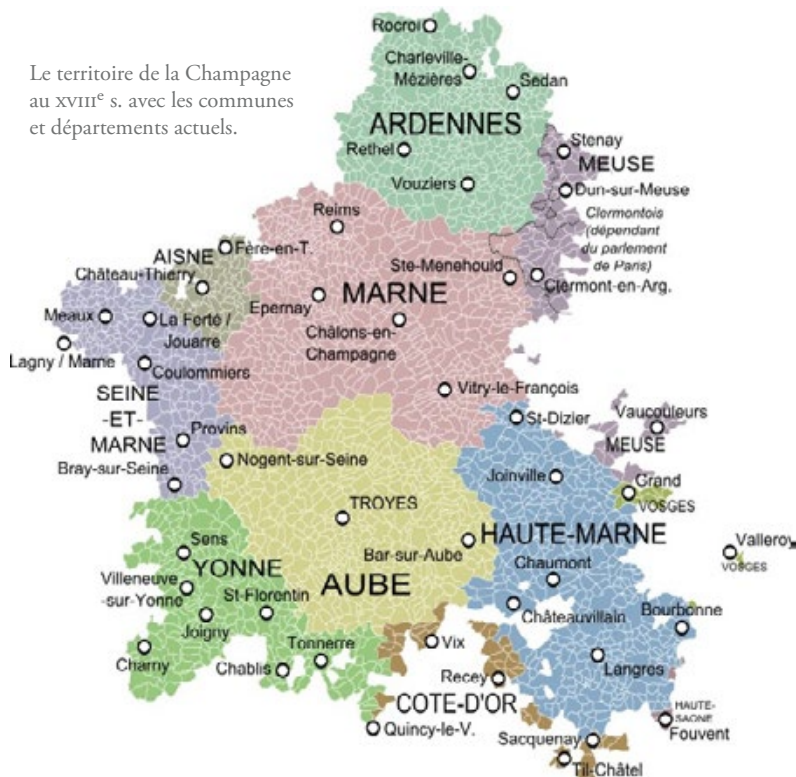 Le territoire de la Champagne
au XVIIIᵉ s. avec les communes
et départements actuels.
Rocroi
Charleville-
Mézières
Sedan
ARDENNES
Rethel
Vouziers
Stenay
MEUSE
Dun-sur-Meuse
Clermontois
(dépendant
du parlement
de Paris)
Clermont-en-Arg.
Reims
AISNE
Fère-en-T.
Château-Thierry
Ste-Menehould
Epernay
MARNE
Châlons-en-
Champagne
Meaux
La Ferté /
Jouarre
Lagny / Marne
Coulommiers
SEINE
-ET-
MARNE
Provins
Bray-sur-Seine
Vitry-le-François
St-Dizier
Vaucouleurs
MEUSE
Nogent-sur-Seine
Joinville
Grand
VOSGES
TROYES
Bar-sur-Aube
AUBE
HAUTE-MARNE
Valleroy
VOSGES
Sens
YONNE
Villeneuve
-sur-Yonne
St-Florentin
Joigny
Charny
Chablis
Tonnerre
Chaumont
Châteauvillain
Bourbonne
Langres
Vix
Recey
COTE-D'OR
Quincy-le-V.
HAUTE-
SAONE
Fouvent
Sacquenay
Til-Châtel